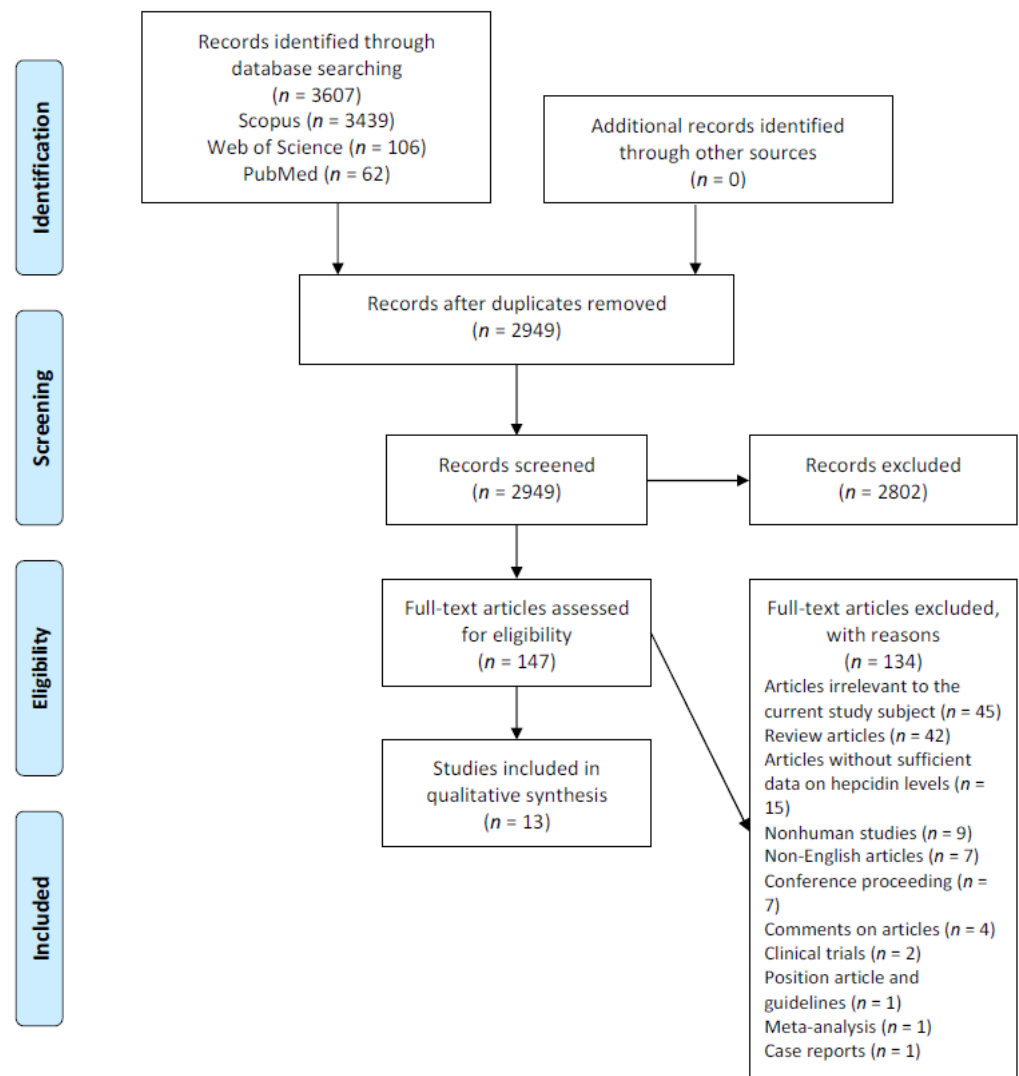 Identification
Records identified through
database searching
(n = 3607)
Scopus (n = 3439)
Web of Science (n = 106)
PubMed (n = 62)
Additional records identified
through other sources
(n = 0)
Records after duplicates removed
(n = 2949)
Screening
Records screened
(n = 2949)
Records excluded
(n = 2802)
Eligibility
Full-text articles assessed
for eligibility
(n = 147)
Full-text articles excluded,
with reasons
(n = 134)
Articles irrelevant to the
current study subject (n = 45)
Review articles (n = 42)
Articles without sufficient
data on hepcidin levels (n =
15)
Nonhuman studies (n = 9)
Non-English articles (n = 7)
Conference proceeding (n =
7)
Comments on articles (n = 4)
Clinical trials (n = 2)
Position article and
guidelines (n = 1)
Meta-analysis (n = 1)
Case reports (n = 1)
Included
Studies included in
qualitative synthesis
(n = 13)